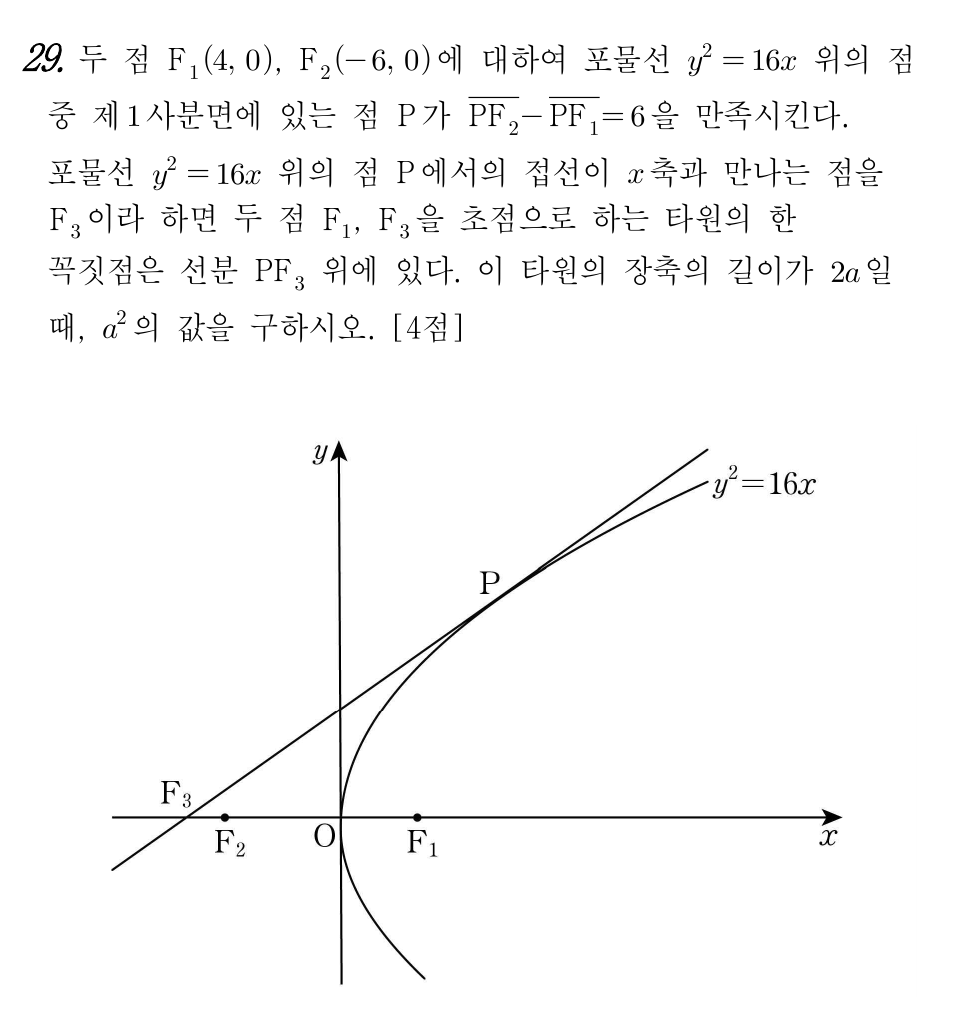 29. 두 점 F₁(4, 0), F₂(−6, 0)에 대하여 포물선 y² = 16x 위의 점
중 제1사분면에 있는 점 P가 P̅F̅₂−P̅F̅₁=6을 만족시킨다.
포물선 y² = 16x 위의 점 P에서의 접선이 x축과 만나는 점을
F₃이라 하면 두 점 F₁, F₃을 초점으로 하는 타원의 한
꼭짓점은 선분 PF₃ 위에 있다. 이 타원의 장축의 길이가 2a일
때, a²의 값을 구하시오. [4점]
y
y²=16x
P
F₃
F₂
O
F₁
x